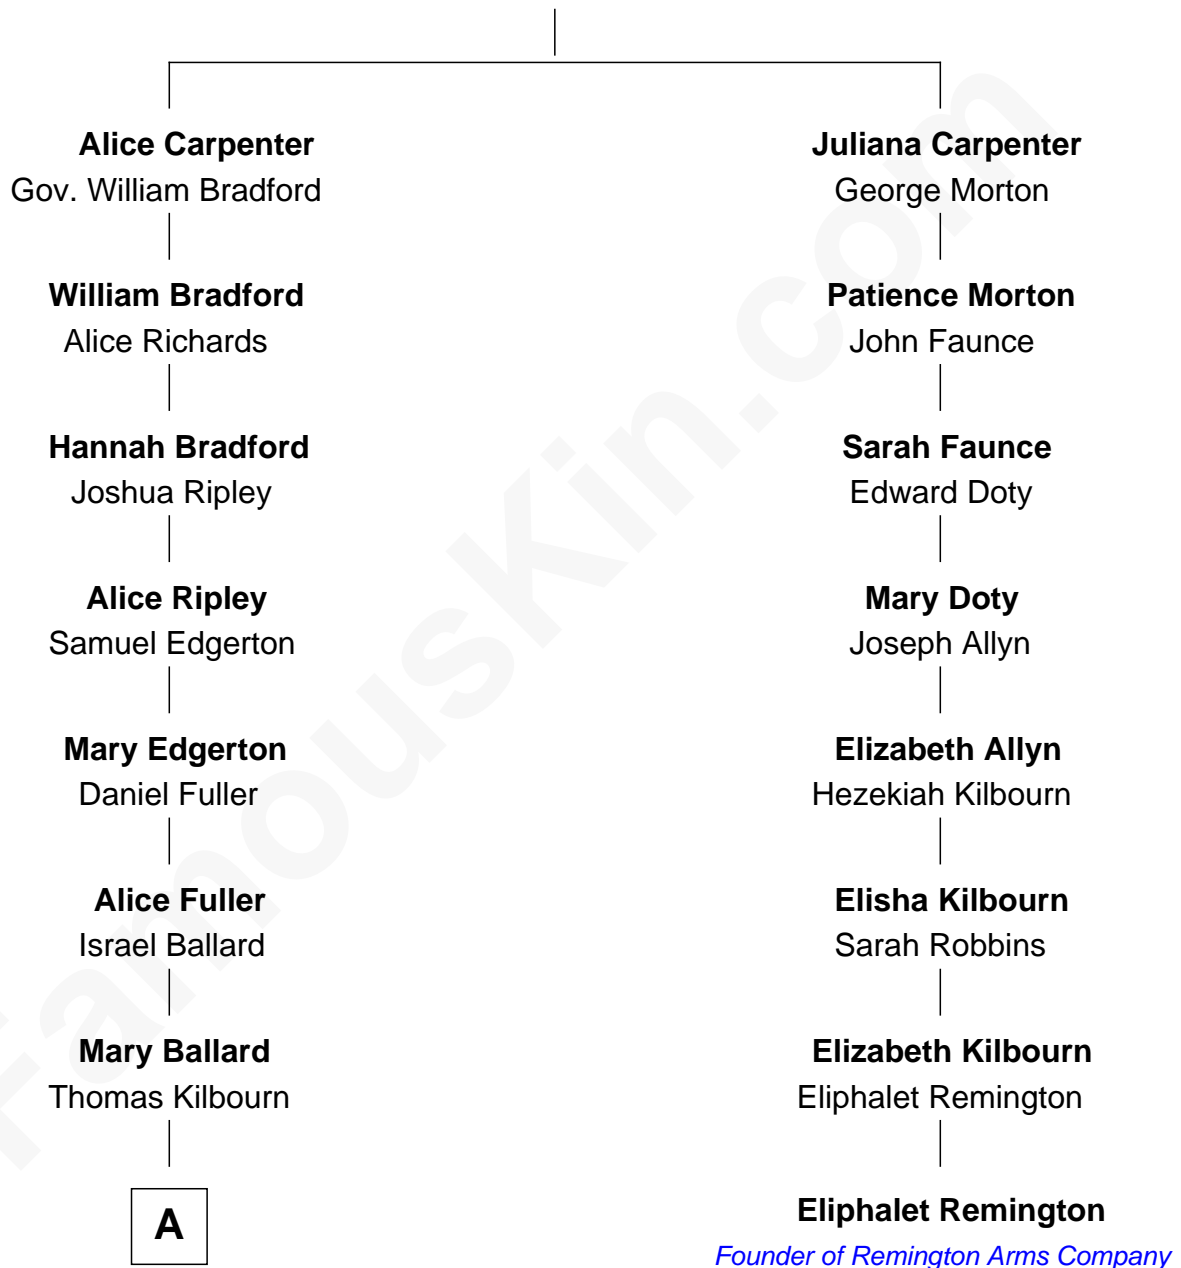 Alice Carpenter
Gov. William Bradford
William Bradford
Alice Richards
Hannah Bradford
Joshua Ripley
Alice Ripley
Samuel Edgerton
Mary Edgerton
Daniel Fuller
Alice Fuller
Israel Ballard
Mary Ballard
Thomas Kilbourn
A
Juliana Carpenter
George Morton
Patience Morton
John Faunce
Sarah Faunce
Edward Doty
Mary Doty
Joseph Allyn
Elizabeth Allyn
Hezekiah Kilbourn
Elisha Kilbourn
Sarah Robbins
Elizabeth Kilbourn
Eliphalet Remington
Eliphalet Remington
Founder of Remington Arms Company
FamousKin.com